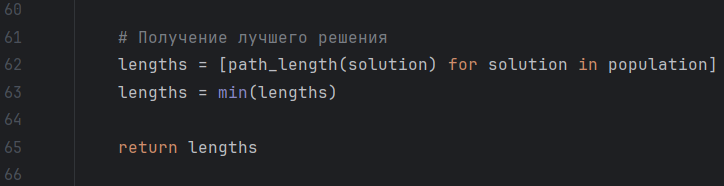 60
61 # Получение лучшего решения
62 lengths = [path_length(solution) for solution in population]
63 lengths = min(lengths)
64
65 return lengths
66